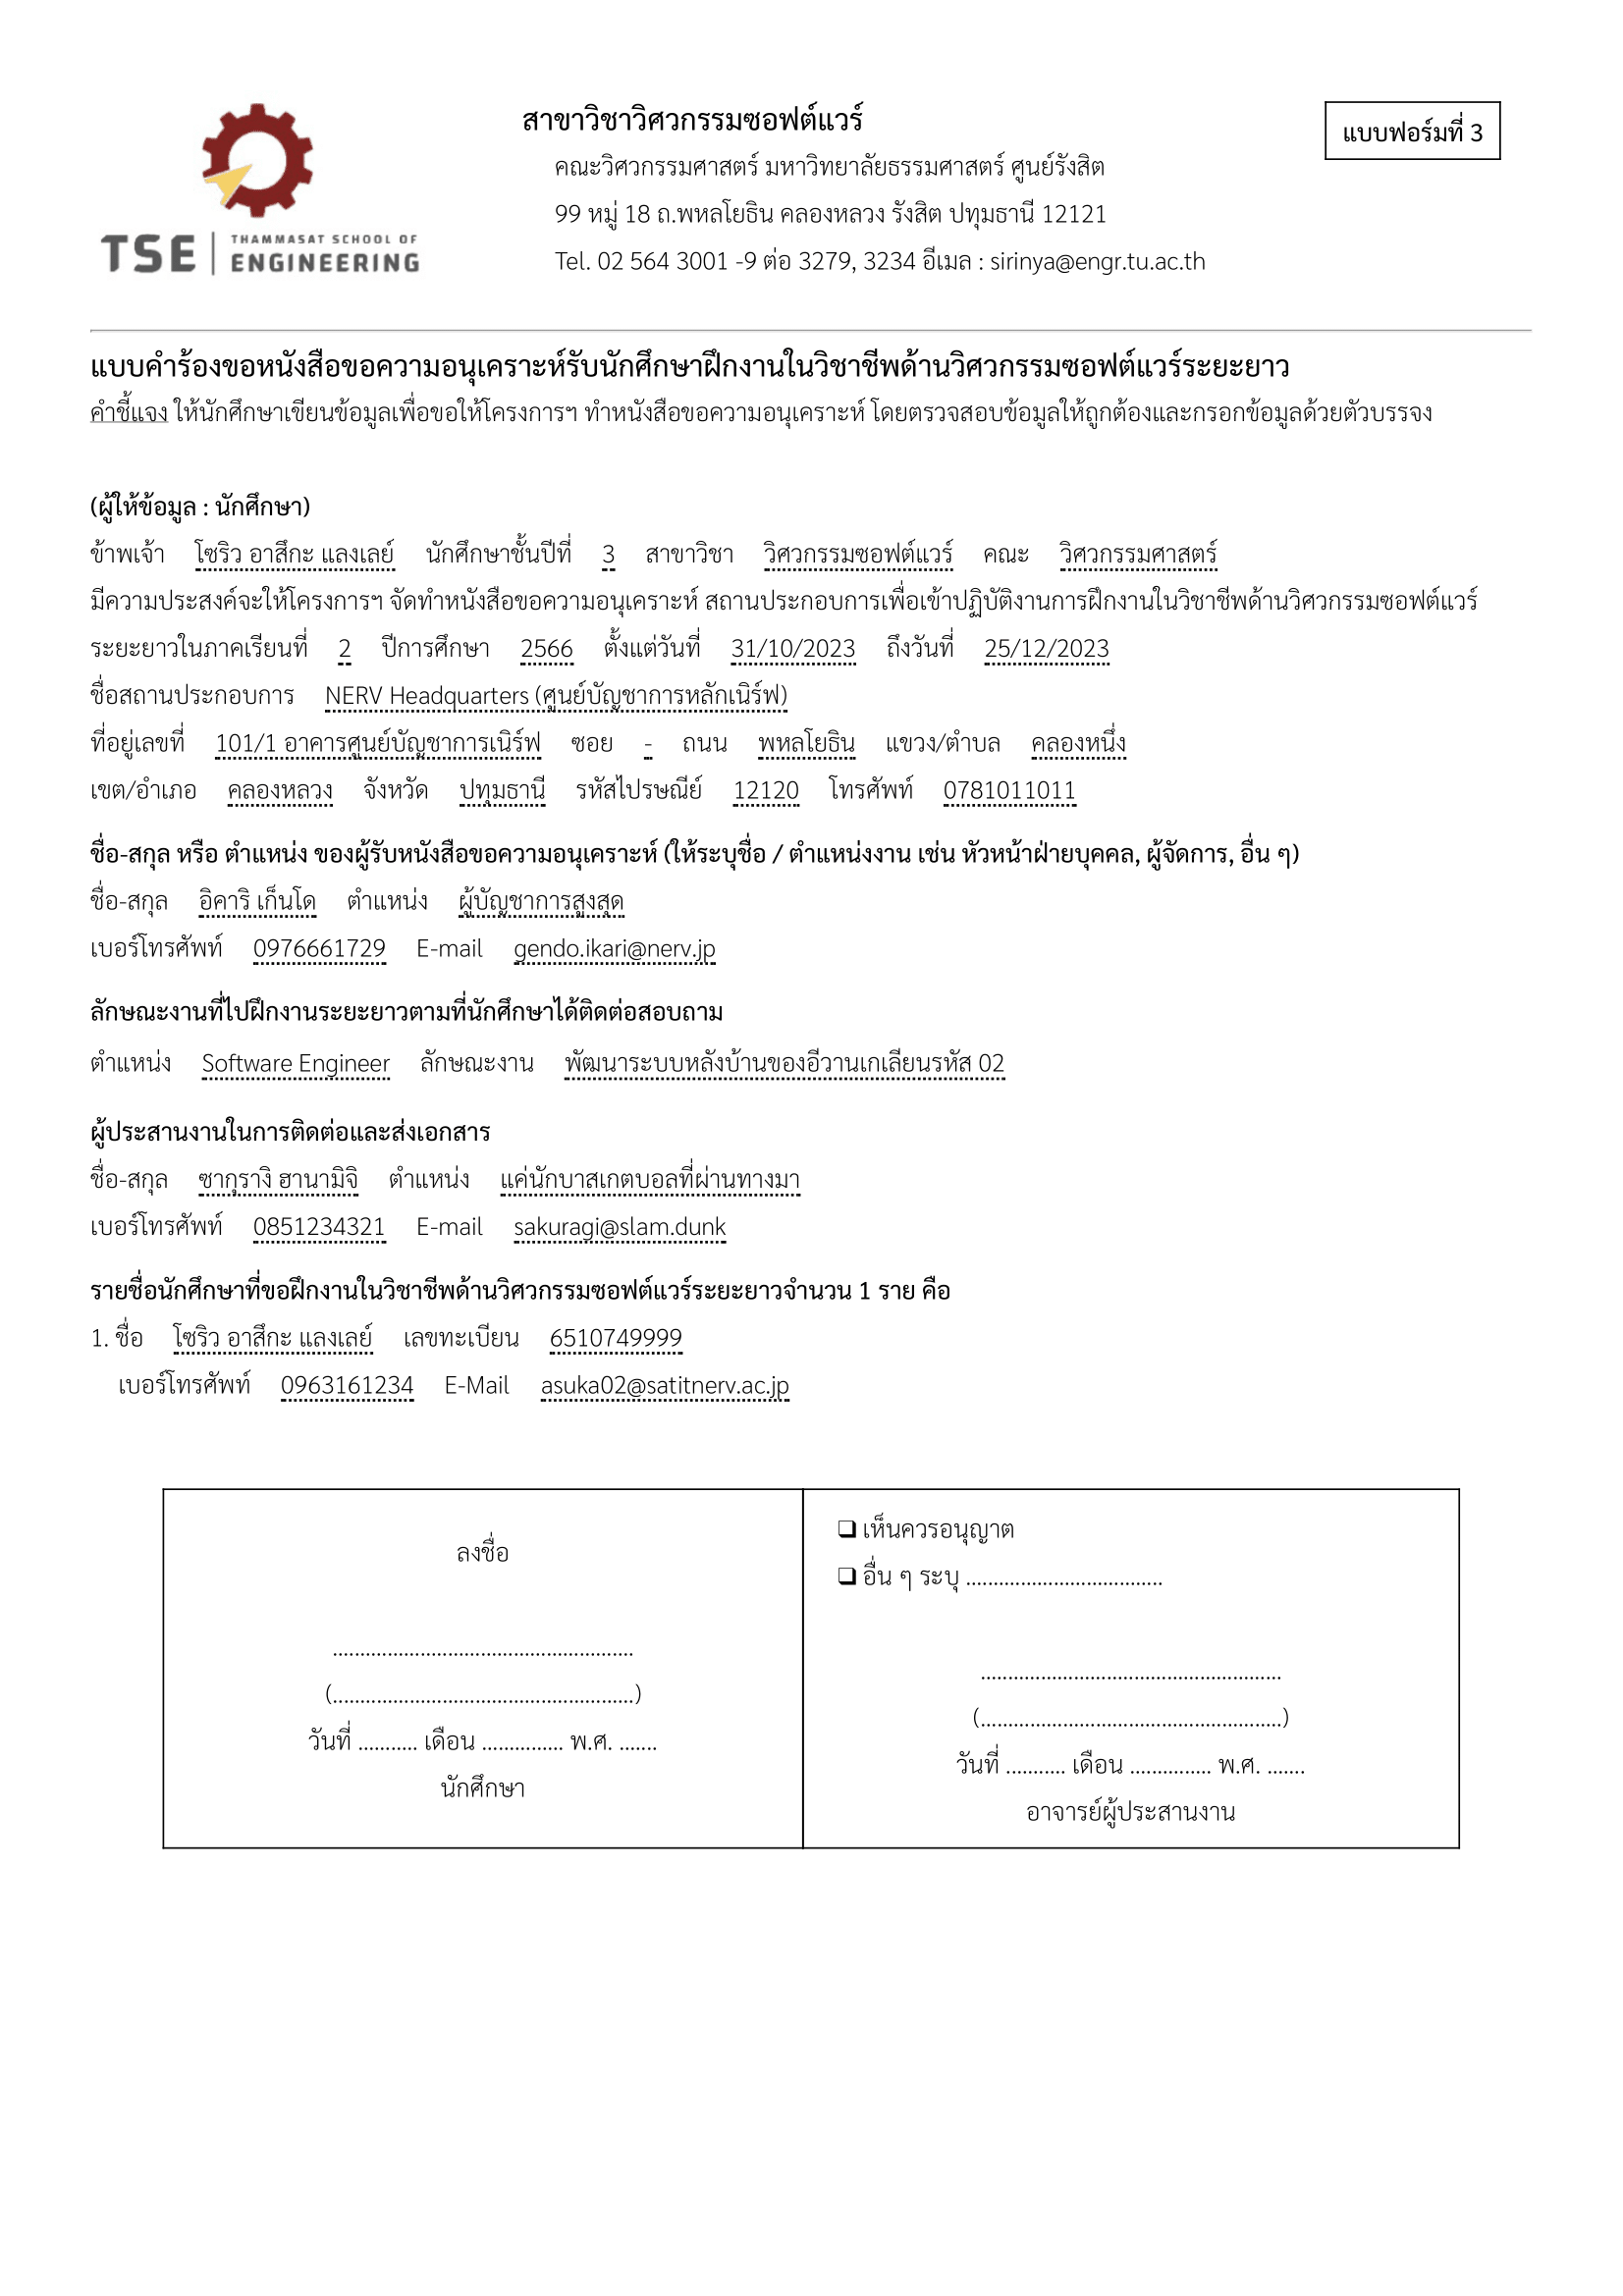 สาขาวิชาวิศวกรรมซอฟต์แวร์
แบบฟอร์มที่ 3
คณะวิศวกรรมศาสตร์ มหาวิทยาลัยธรรมศาสตร์ ศูนย์รังสิต
99 หมู่ 18 ถ.พหลโยธิน คลองหลวง รังสิต ปทุมธานี 12121
Tel. 02 564 3001 -9 ต่อ 3279, 3234 อีเมล : sirinya@engr.tu.ac.th
TSE THAMMASAT SCHOOL OF
ENGINEERING
แบบคำร้องขอหนังสือขอความอนุเคราะห์รับนักศึกษาฝึกงานในวิชาชีพด้านวิศวกรรมซอฟต์แวร์ระยะยาว
คำชี้แจง ให้นักศึกษาเขียนข้อมูลเพื่อขอให้โครงการฯ ทำหนังสือขอความอนุเคราะห์ โดยตรวจสอบข้อมูลให้ถูกต้องและกรอกข้อมูลด้วยตัวบรรจง
(ผู้ให้ข้อมูล : นักศึกษา)
ข้าพเจ้า โซริว อาสึกะ แลงเลย์ นักศึกษาชั้นปีที่ 3 สาขาวิชา วิศวกรรมซอฟต์แวร์ คณะ วิศวกรรมศาสตร์
มีความประสงค์จะให้โครงการฯ จัดทำหนังสือขอความอนุเคราะห์ สถานประกอบการเพื่อเข้าปฏิบัติงานการฝึกงานในวิชาชีพด้านวิศวกรรมซอฟต์แวร์
ระยะยาวในภาคเรียนที่ 2 ปีการศึกษา 2566 ตั้งแต่วันที่ 31/10/2023 ถึงวันที่ 25/12/2023
ชื่อสถานประกอบการ NERV Headquarters (ศูนย์บัญชาการหลักเนิร์ฟ)
ที่อยู่เลขที่ 101/1 อาคารศูนย์บัญชาการเนิร์ฟ ซอย - ถนน พหลโยธิน แขวง/ตำบล คลองหนึ่ง
เขต/อำเภอ คลองหลวง จังหวัด ปทุมธานี รหัสไปรษณีย์ 12120 โทรศัพท์ 0781011011
ชื่อ-สกุล หรือ ตำแหน่ง ของผู้รับหนังสือขอความอนุเคราะห์ (ให้ระบุชื่อ / ตำแหน่งงาน เช่น หัวหน้าฝ่ายบุคคล, ผู้จัดการ, อื่น ๆ)
ชื่อ-สกุล อิคาริ เก็นโด ตำแหน่ง ผู้บัญชาการสูงสุด
เบอร์โทรศัพท์ 0976661729 E-mail gendo.ikari@nerv.jp
ลักษณะงานที่ไปฝึกงานระยะยาวตามที่นักศึกษาได้ติดต่อสอบถาม
ตำแหน่ง Software Engineer ลักษณะงาน พัฒนาระบบหลังบ้านของอีวานเกเลียนรหัส 02
ผู้ประสานงานในการติดต่อและส่งเอกสาร
ชื่อ-สกุล ซากุรางิ ฮานามิจิ ตำแหน่ง แค่นักบาสเกตบอลที่ผ่านทางมา
เบอร์โทรศัพท์ 0851234321 E-mail sakuragi@slam.dunk
รายชื่อนักศึกษาที่ขอฝึกงานในวิชาชีพด้านวิศวกรรมซอฟต์แวร์ระยะยาวจำนวน 1 ราย คือ
1. ชื่อ โซริว อาสึกะ แลงเลย์ เลขทะเบียน 6510749999
เบอร์โทรศัพท์ 0963161234 E-Mail asuka02@satitnerv.ac.jp
ลงชื่อ
.......................................................
(.......................................................)
วันที่ ........... เดือน ............... พ.ศ. .......
นักศึกษา
❑ เห็นควรอนุญาต
❑ อื่น ๆ ระบุ ....................................
.......................................................
(.......................................................)
วันที่ ........... เดือน ............... พ.ศ. .......
อาจารย์ผู้ประสานงาน